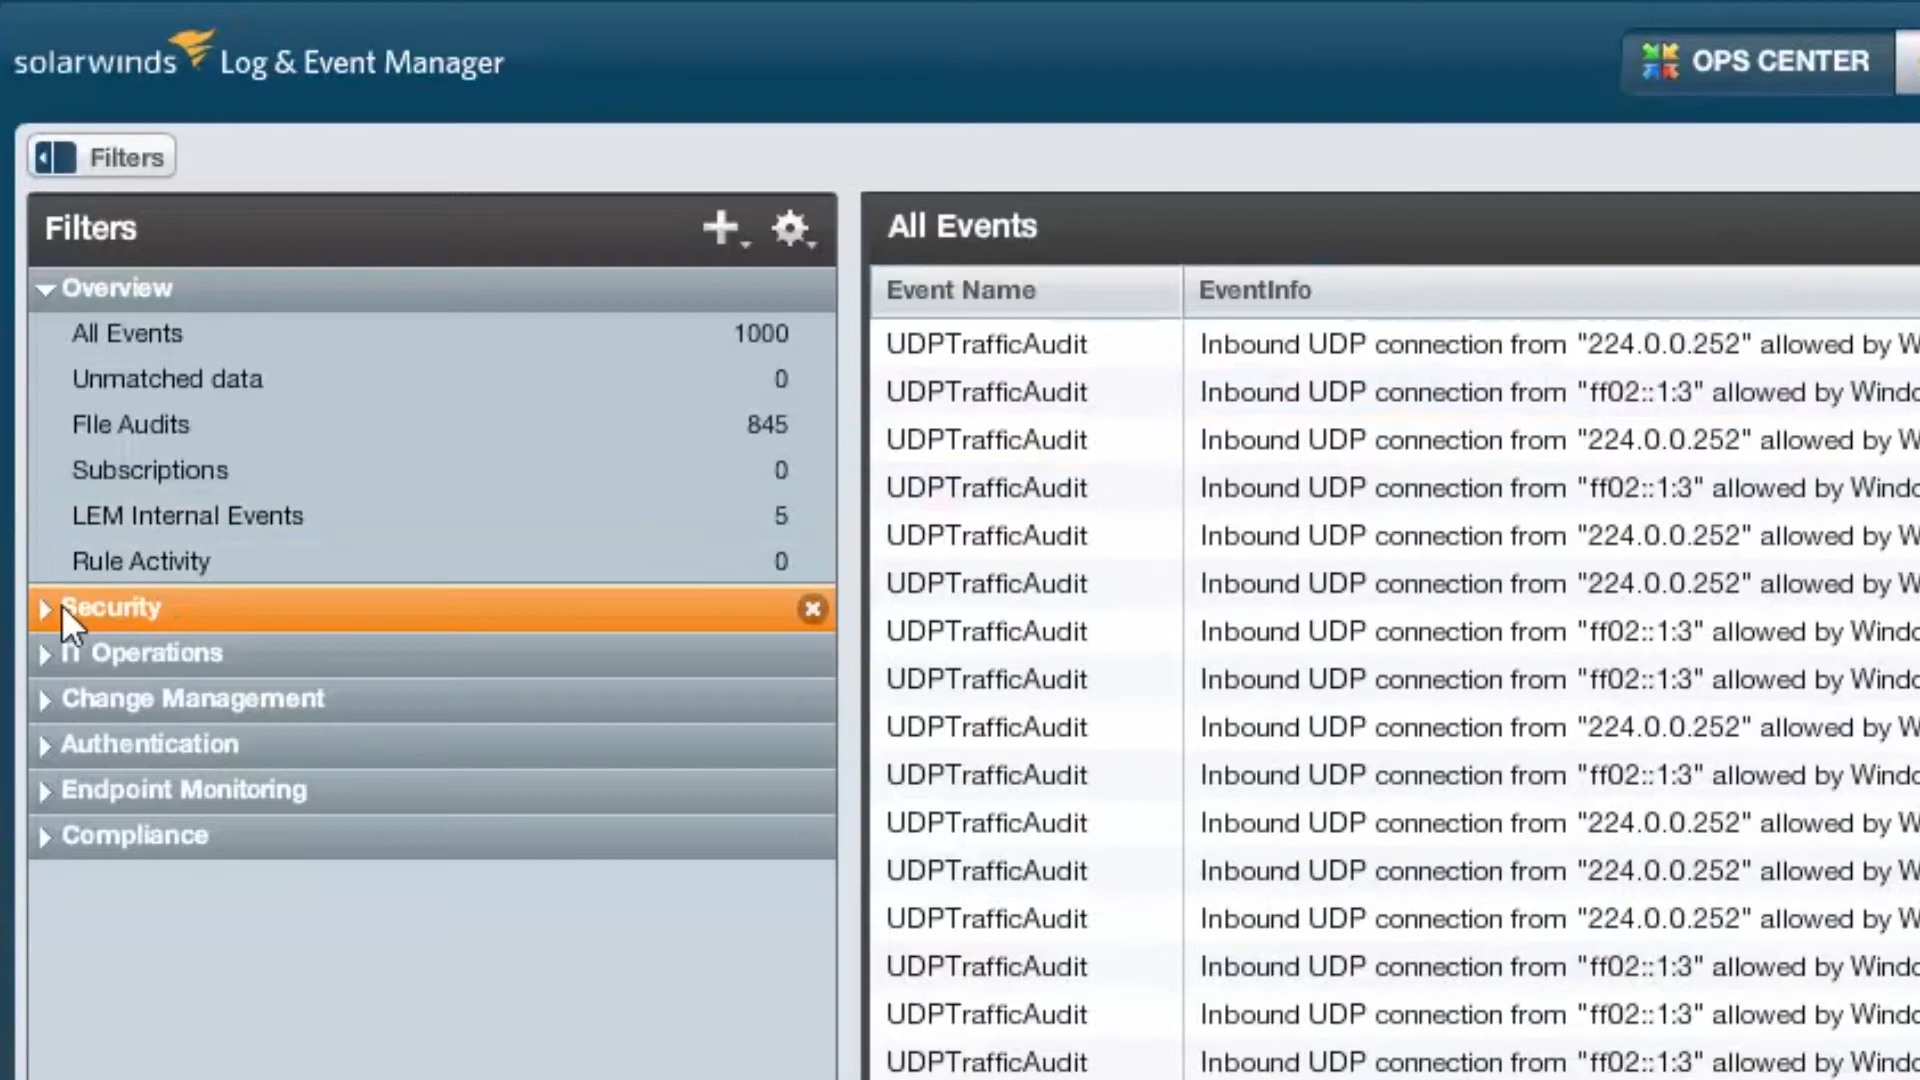 solarwinds Log & Event Manager
OPS CENTER
Filters
Filters
Overview
All Events 1000
Unmatched data 0
FIle Audits 845
Subscriptions 0
LEM Internal Events 5
Rule Activity 0
Security
IT Operations
Change Management
Authentication
Endpoint Monitoring
Compliance
All Events
Event Name EventInfo
UDPTrafficAudit Inbound UDP connection from "224.0.0.252" allowed by W
UDPTrafficAudit Inbound UDP connection from "ff02::1:3" allowed by Windo
UDPTrafficAudit Inbound UDP connection from "224.0.0.252" allowed by W
UDPTrafficAudit Inbound UDP connection from "ff02::1:3" allowed by Windo
UDPTrafficAudit Inbound UDP connection from "224.0.0.252" allowed by W
UDPTrafficAudit Inbound UDP connection from "224.0.0.252" allowed by W
UDPTrafficAudit Inbound UDP connection from "ff02::1:3" allowed by Windo
UDPTrafficAudit Inbound UDP connection from "ff02::1:3" allowed by Windo
UDPTrafficAudit Inbound UDP connection from "224.0.0.252" allowed by W
UDPTrafficAudit Inbound UDP connection from "ff02::1:3" allowed by Windo
UDPTrafficAudit Inbound UDP connection from "224.0.0.252" allowed by W
UDPTrafficAudit Inbound UDP connection from "224.0.0.252" allowed by W
UDPTrafficAudit Inbound UDP connection from "224.0.0.252" allowed by W
UDPTrafficAudit Inbound UDP connection from "ff02::1:3" allowed by Windo
UDPTrafficAudit Inbound UDP connection from "ff02::1:3" allowed by Windo
UDPTrafficAudit Inbound UDP connection from "ff02::1:3" allowed by Windo